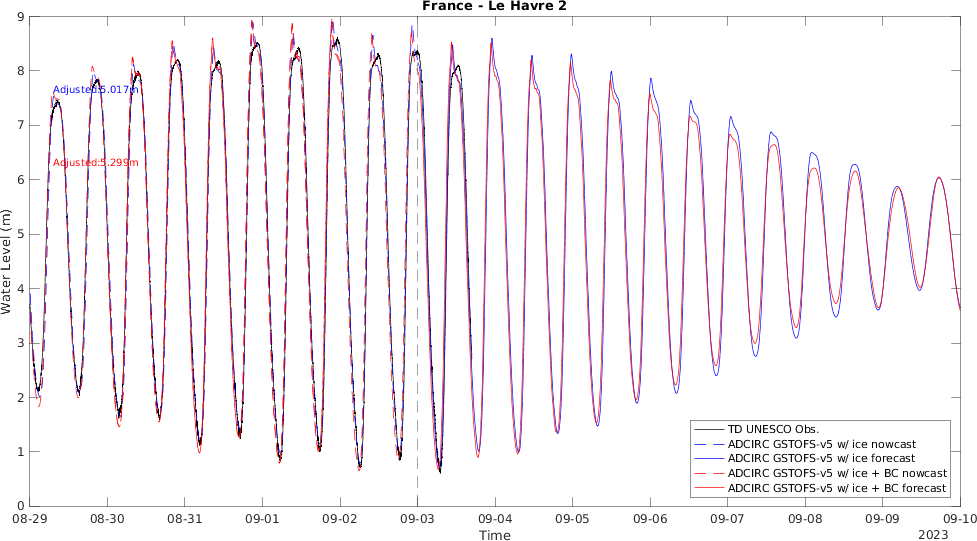 France - Le Havre 2
Water Level (m)
9
8
7
6
5
4
3
2
1
0
Adjusted:5.017m
Adjusted:5.299m
TD UNESCO Obs.
ADCIRC GSTOFS-v5 w/ ice nowcast
ADCIRC GSTOFS-v5 w/ ice forecast
ADCIRC GSTOFS-v5 w/ ice + BC nowcast
ADCIRC GSTOFS-v5 w/ ice + BC forecast
08-29 08-30 08-31 09-01 09-02 09-03 09-04 09-05 09-06 09-07 09-08 09-09 09-10
Time
2023